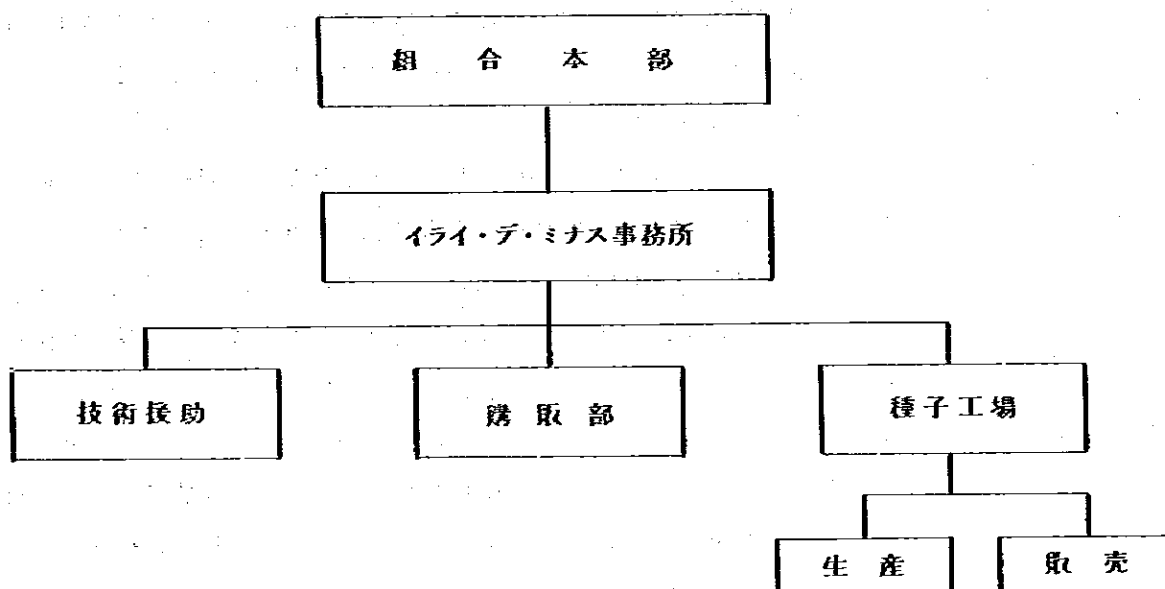 組合本部
イライ・デ・ミナス事務所
技術援助
購販部
種子工場
生産
販売